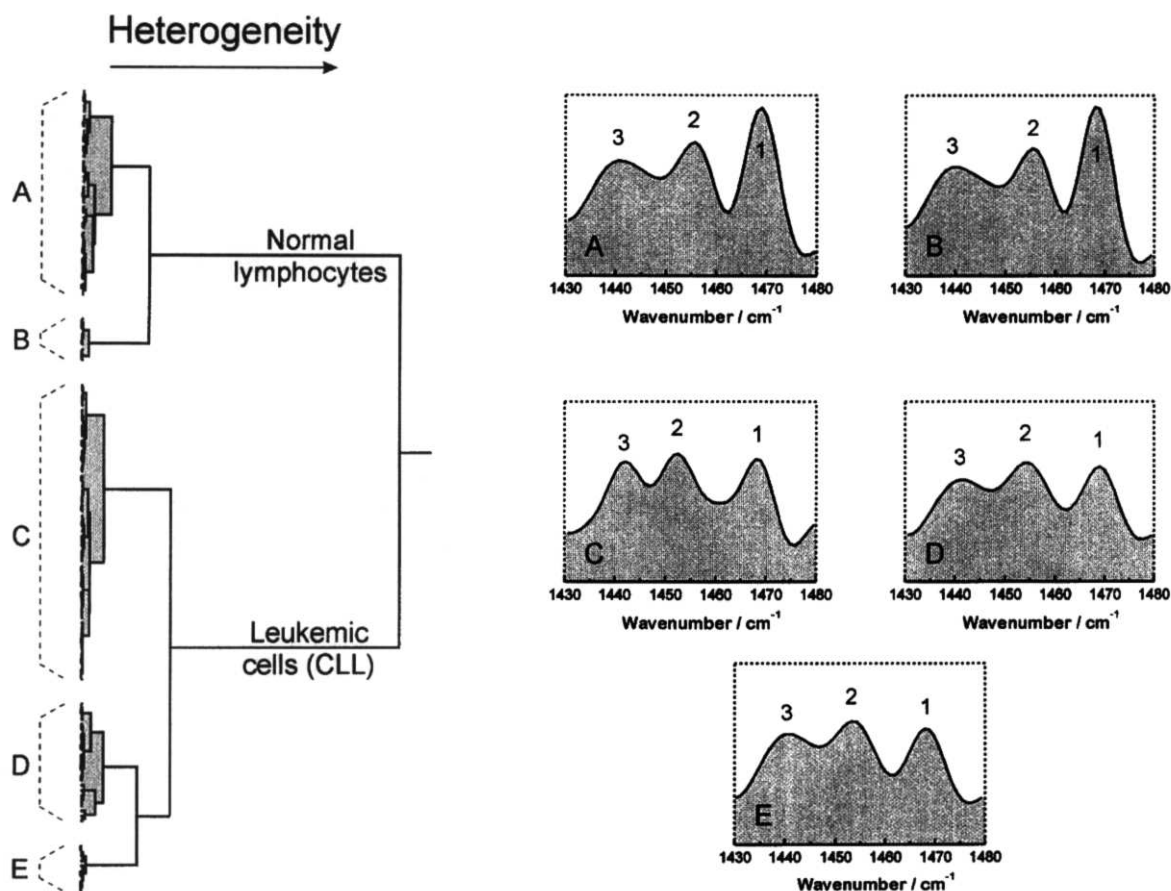 Heterogeneity
A
B
C
D
E
Normal
lymphocytes
Leukemic
cells (CLL)
3
2
1
A
1430 1440 1450 1460 1470 1480
Wavenumber / cm⁻¹
3
2
1
B
1430 1440 1450 1460 1470 1480
Wavenumber / cm⁻¹
3
2
1
C
1430 1440 1450 1460 1470 1480
Wavenumber / cm⁻¹
3
2
1
D
1430 1440 1450 1460 1470 1480
Wavenumber / cm⁻¹
3
2
1
E
1430 1440 1450 1460 1470 1480
Wavenumber / cm⁻¹